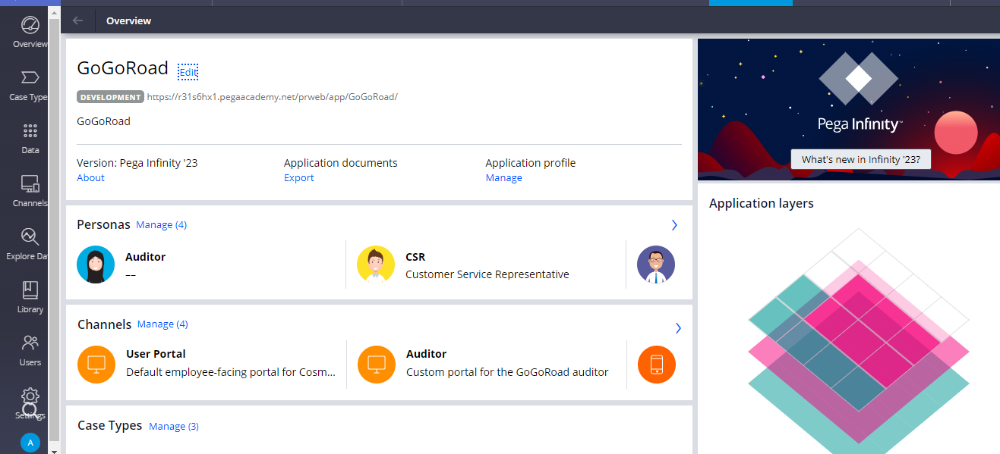 Overview
Overview
Case Type
Data
Channels
Explore Da
Library
Users
Settings
A
GoGoRoad Edit
DEVELOPMENT https://r31s6hx1.pegaacademy.net/prweb/app/GoGoRoad/
GoGoRoad
Version: Pega Infinity '23
About
Application documents
Export
Application profile
Manage
Personas Manage (4)
Auditor
––
CSR
Customer Service Representative
Channels Manage (4)
User Portal
Default employee-facing portal for Cosm...
Auditor
Custom portal for the GoGoRoad auditor
Case Types Manage (3)
Pega Infinity™
What's new in Infinity '23?
Application layers